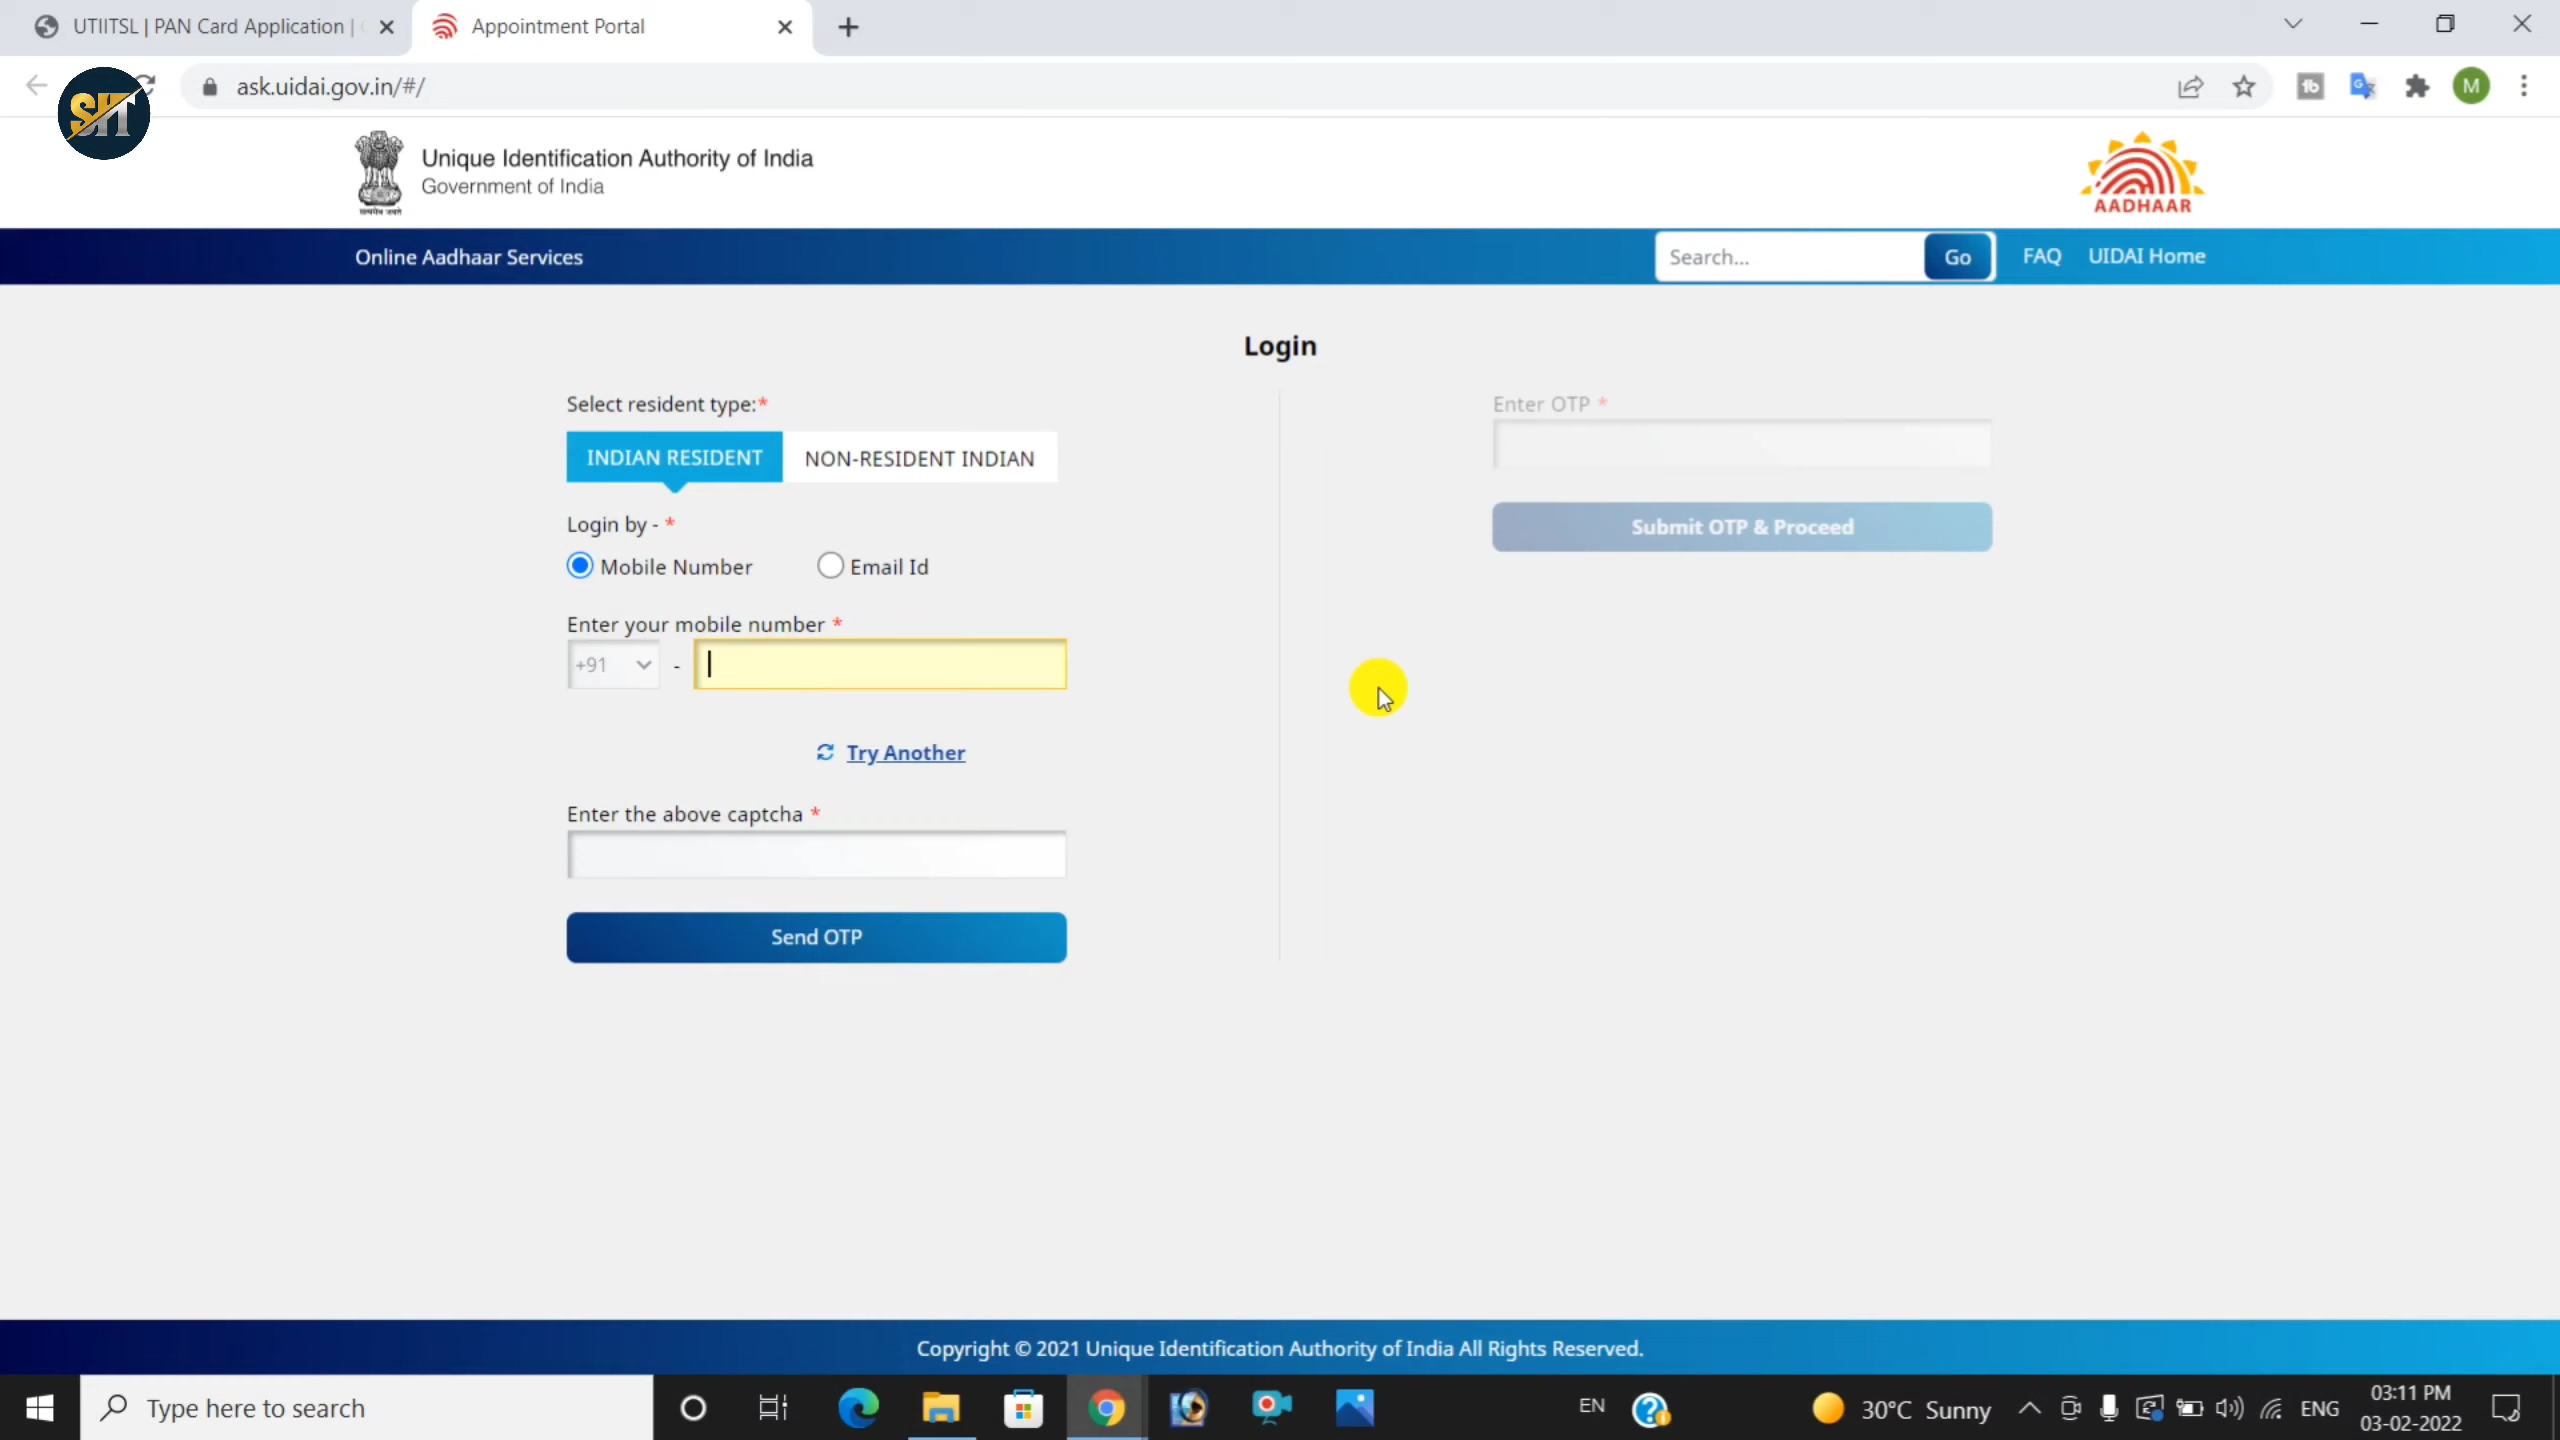 UTIITSL | PAN Card Application |
Appointment Portal
SHT
ask.uidai.gov.in/#/
M
Unique Identification Authority of India
Government of India
सत्यमेव जयते
AADHAAR
Online Aadhaar Services
Search...
Go
FAQ
UIDAI Home
Login
Select resident type:*
INDIAN RESIDENT
NON-RESIDENT INDIAN
Login by - *
Mobile Number
Email Id
Enter your mobile number *
+91
-
Try Another
Enter the above captcha *
Send OTP
Enter OTP *
Submit OTP & Proceed
Copyright © 2021 Unique Identification Authority of India All Rights Reserved.
Type here to search
EN
30°C Sunny
ENG
03:11 PM
03-02-2022